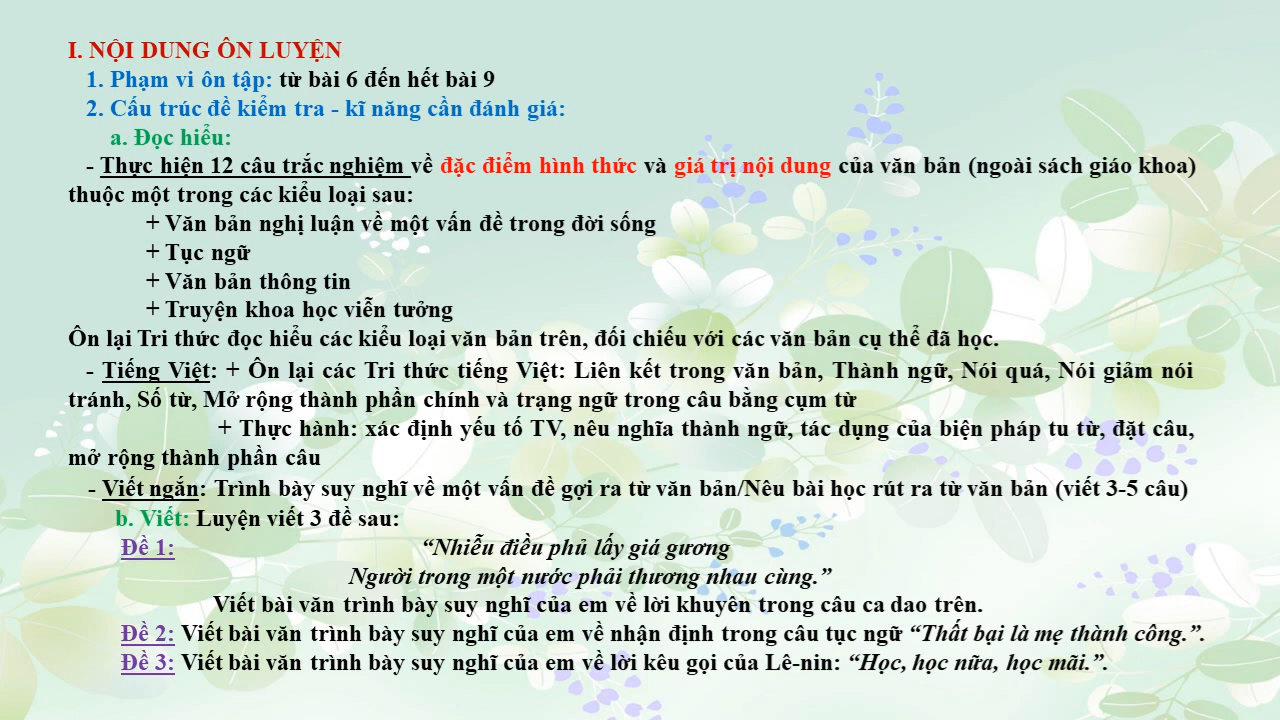 I. NỘI DUNG ÔN LUYỆN
1. Phạm vi ôn tập: từ bài 6 đến hết bài 9
2. Cấu trúc đề kiểm tra - kĩ năng cần đánh giá:
a. Đọc hiểu:
- Thực hiện 12 câu trắc nghiệm về đặc điểm hình thức và giá trị nội dung của văn bản (ngoài sách giáo khoa)
thuộc một trong các kiểu loại sau:
+ Văn bản nghị luận về một vấn đề trong đời sống
+ Tục ngữ
+ Văn bản thông tin
+ Truyện khoa học viễn tưởng
Ôn lại Tri thức đọc hiểu các kiểu loại văn bản trên, đối chiếu với các văn bản cụ thể đã học.
- Tiếng Việt: + Ôn lại các Tri thức tiếng Việt: Liên kết trong văn bản, Thành ngữ, Nói quá, Nói giảm nói
tránh, Số từ, Mở rộng thành phần chính và trạng ngữ trong câu bằng cụm từ
+ Thực hành: xác định yếu tố TV, nêu nghĩa thành ngữ, tác dụng của biện pháp tu từ, đặt câu,
mở rộng thành phần câu
- Viết ngắn: Trình bày suy nghĩ về một vấn đề gợi ra từ văn bản/Nêu bài học rút ra từ văn bản (viết 3-5 câu)
b. Viết: Luyện viết 3 đề sau:
Đề 1: “Nhiễu điều phủ lấy giá gương
Người trong một nước phải thương nhau cùng.”
Viết bài văn trình bày suy nghĩ của em về lời khuyên trong câu ca dao trên.
Đề 2: Viết bài văn trình bày suy nghĩ của em về nhận định trong câu tục ngữ “Thất bại là mẹ thành công.”.
Đề 3: Viết bài văn trình bày suy nghĩ của em về lời kêu gọi của Lê-nin: “Học, học nữa, học mãi.”.